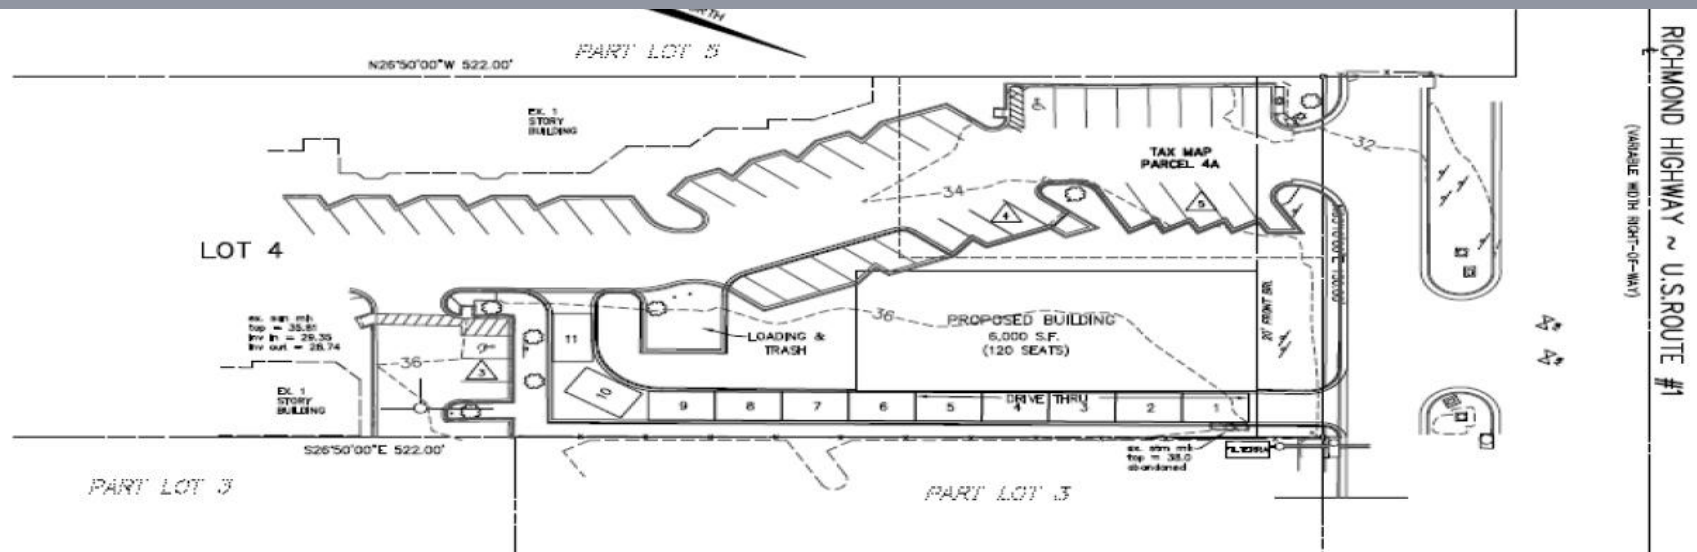 PART LOT 5
N26°50'00"W 522.00'
EX. 1
STORY
BUILDING
TAX MAP
PARCEL 4A
32
34
4
5
LOT 4
36
PROPOSED BUILDING
6,000 S.F.
(120 SEATS)
20' FRONT BRL
LOADING &
TRASH
ex. san mh
top = 35.81
inv in = 29.35
inv out = 28.74
36
3
EX. 1
STORY
BUILDING
11
10
9
8
7
6
5
4
3
2
1
DRIVE THRU
S26°50'00"E 522.00'
ex. stm mh
top = 38.0
abandoned
PART LOT 3
PART LOT 3
RICHMOND HIGHWAY ~ U.S.ROUTE #1
(VARIABLE WIDTH RIGHT-OF-WAY)